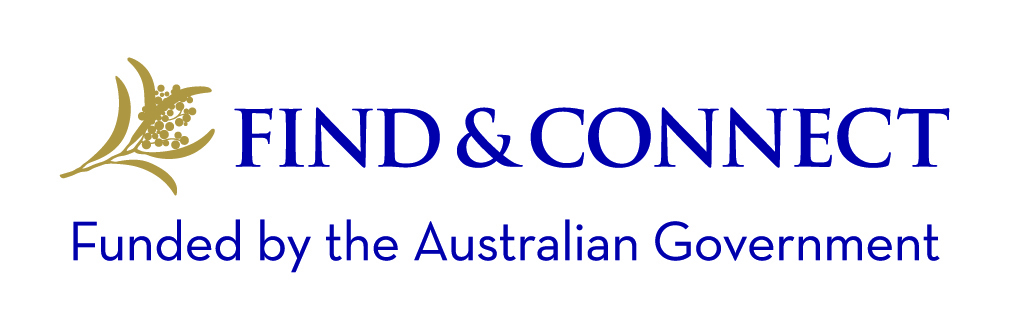 FIND & CONNECT
Funded by the Australian Government